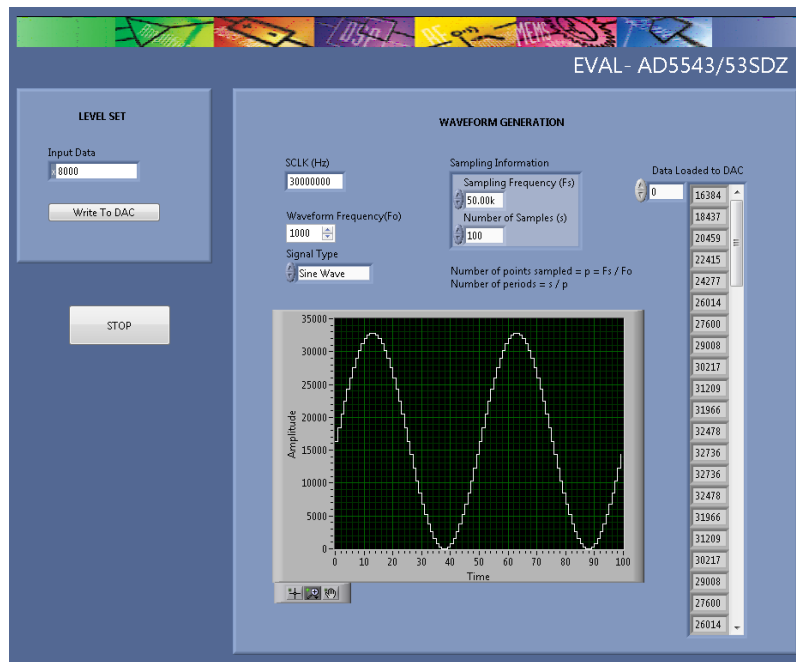 DSP
RF
MEMS
EVAL- AD5543/53SDZ
LEVEL SET
Input Data
x 8000
Write To DAC
STOP
WAVEFORM GENERATION
SCLK (Hz)
30000000
Waveform Frequency(Fo)
1000
Signal Type
Sine Wave
Sampling Information
Sampling Frequency (Fs)
50.00k
Number of Samples (s)
100
Number of points sampled = p = Fs / Fo
Number of periods = s / p
Data Loaded to DAC
0
16384
18437
20459
22415
24277
26014
27600
29008
30217
31209
31966
32478
32736
32736
32478
31966
31209
30217
29008
27600
26014
Amplitude
35000
30000
25000
20000
15000
10000
5000
0
0 10 20 30 40 50 60 70 80 90 100
Time